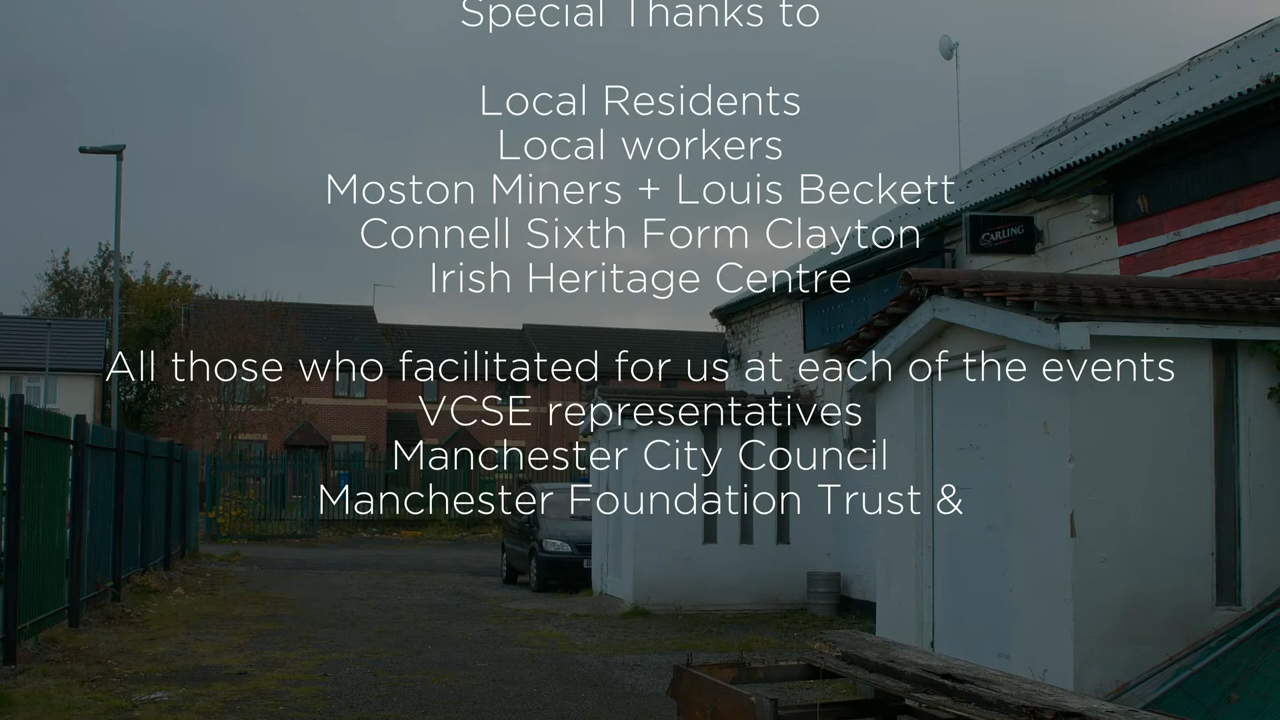 Special Thanks to
Local Residents
Local workers
Moston Miners + Louis Beckett
Connell Sixth Form Clayton
Irish Heritage Centre
All those who facilitated for us at each of the events
VCSE representatives
Manchester City Council
Manchester Foundation Trust &
CARLING